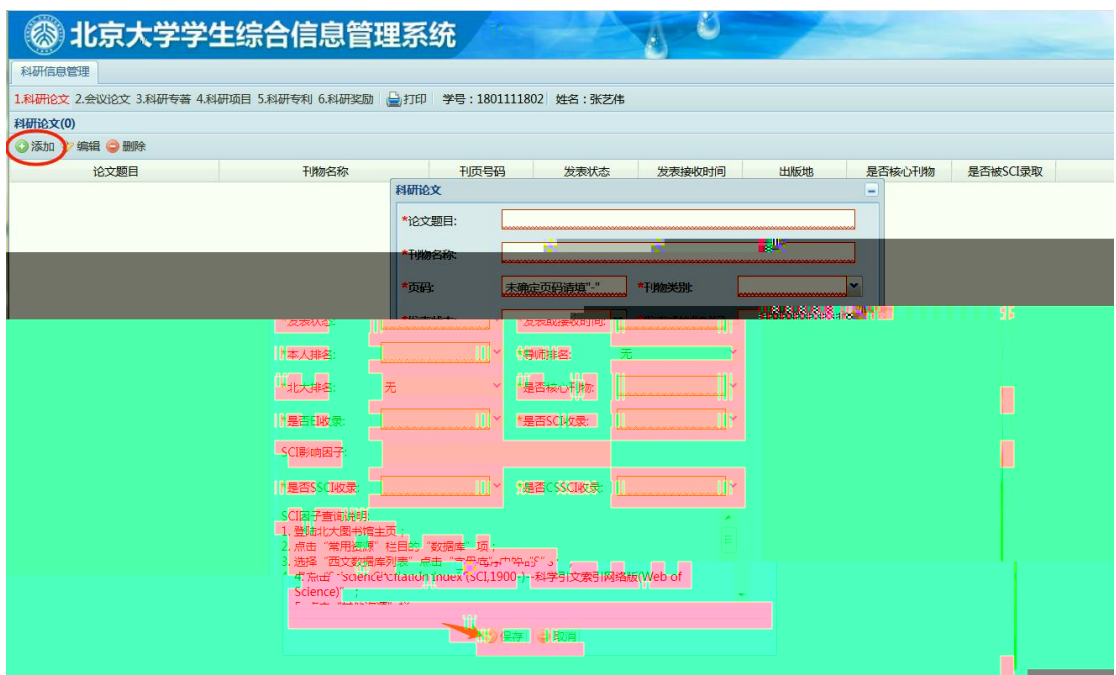 北京大学学生综合信息管理系统
科研信息管理
1.科研论文 2.会议论文 3.科研专著 4.科研项目 5.科研专利 6.科研奖励 打印 学号：1801111802 姓名：张艺伟
科研论文(0)
添加 编辑 删除
论文题目 刊物名称 刊页号码 发表状态 发表接收时间 出版地 是否核心刊物 是否被SCI录取
科研论文
*论文题目:
*刊物名称:
*页码: 未确定页码请填"-" *刊物类别:
发表状态: *发表或接收时间:
*本人排名: *导师排名: 无
*北大排名: 无 *是否核心刊物:
*是否EI收录: *是否SCI收录:
SCI影响因子:
*是否SSCI收录: *是否CSSCI收录:
SCI因子查询说明:
1. 登陆北大图书馆主页；
2. 点击“常用资源”栏目的“数据库”项；
3. 选择“西文数据库列表”点击
4. 点击“Science Citation Index (SCI,1900-)--科学引文索引网络版(Web of
Science)”；
保存 取消